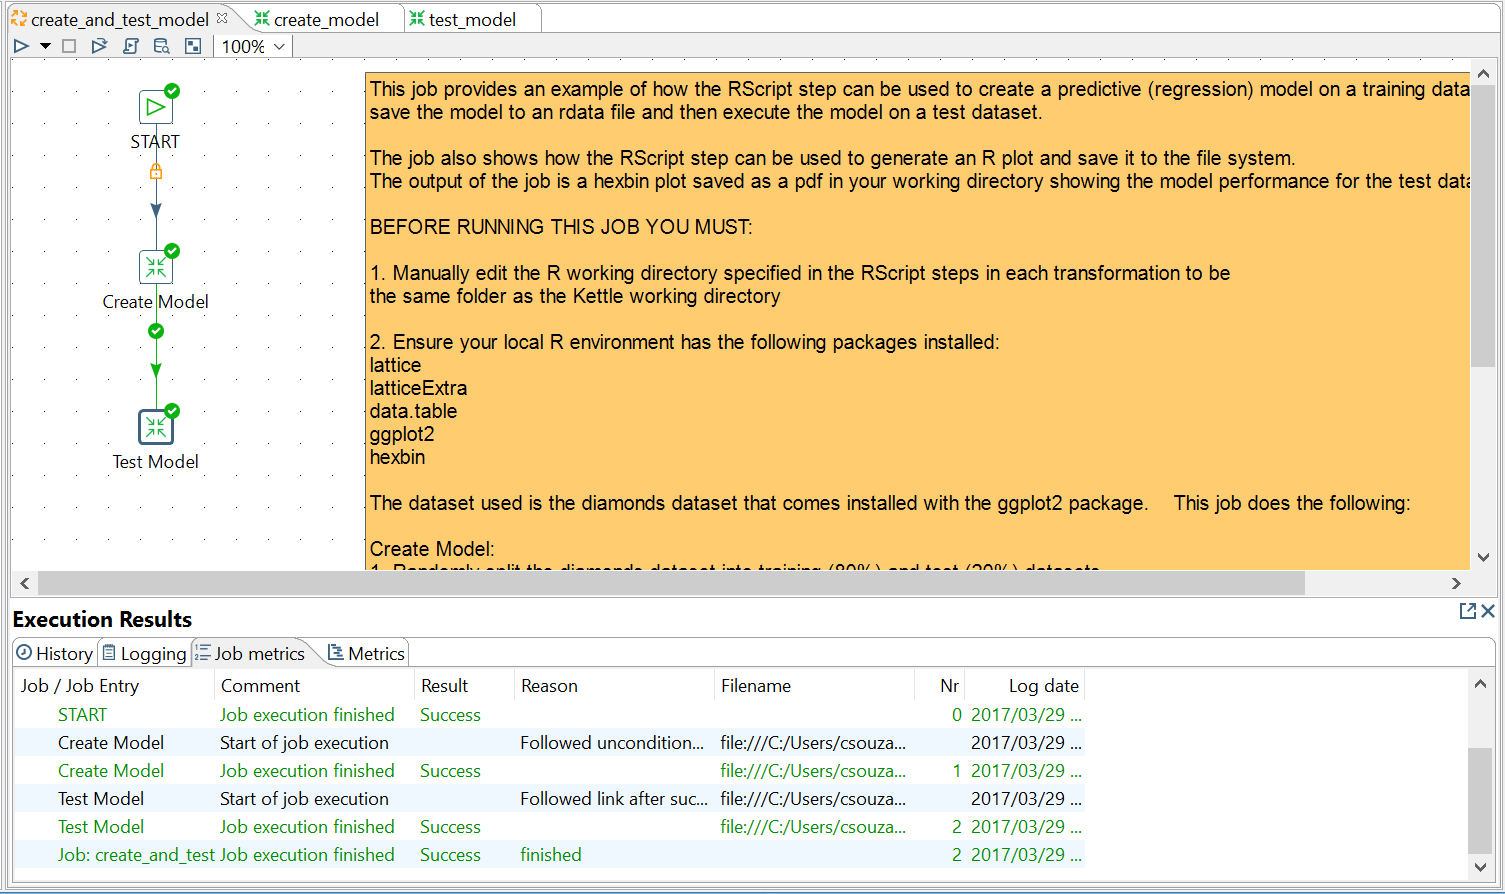 create_and_test_model
create_model
test_model
100%
START
Create Model
Test Model
This job provides an example of how the RScript step can be used to create a predictive (regression) model on a training data
save the model to an rdata file and then execute the model on a test dataset.
The job also shows how the RScript step can be used to generate an R plot and save it to the file system.
The output of the job is a hexbin plot saved as a pdf in your working directory showing the model performance for the test data
BEFORE RUNNING THIS JOB YOU MUST:
1. Manually edit the R working directory specified in the RScript steps in each transformation to be
the same folder as the Kettle working directory
2. Ensure your local R environment has the following packages installed:
lattice
latticeExtra
data.table
ggplot2
hexbin
The dataset used is the diamonds dataset that comes installed with the ggplot2 package. This job does the following:
Create Model:
1. Randomly split the diamonds dataset into training (80%) and test (20%) datasets
Execution Results
History Logging Job metrics Metrics
Job / Job Entry Comment Result Reason Filename Nr Log date
START Job execution finished Success 0 2017/03/29 ...
Create Model Start of job execution Followed uncondition... file:///C:/Users/csouza... 2017/03/29 ...
Create Model Job execution finished Success file:///C:/Users/csouza... 1 2017/03/29 ...
Test Model Start of job execution Followed link after suc... file:///C:/Users/csouza... 2017/03/29 ...
Test Model Job execution finished Success file:///C:/Users/csouza... 2 2017/03/29 ...
Job: create_and_test Job execution finished Success finished 2 2017/03/29 ...